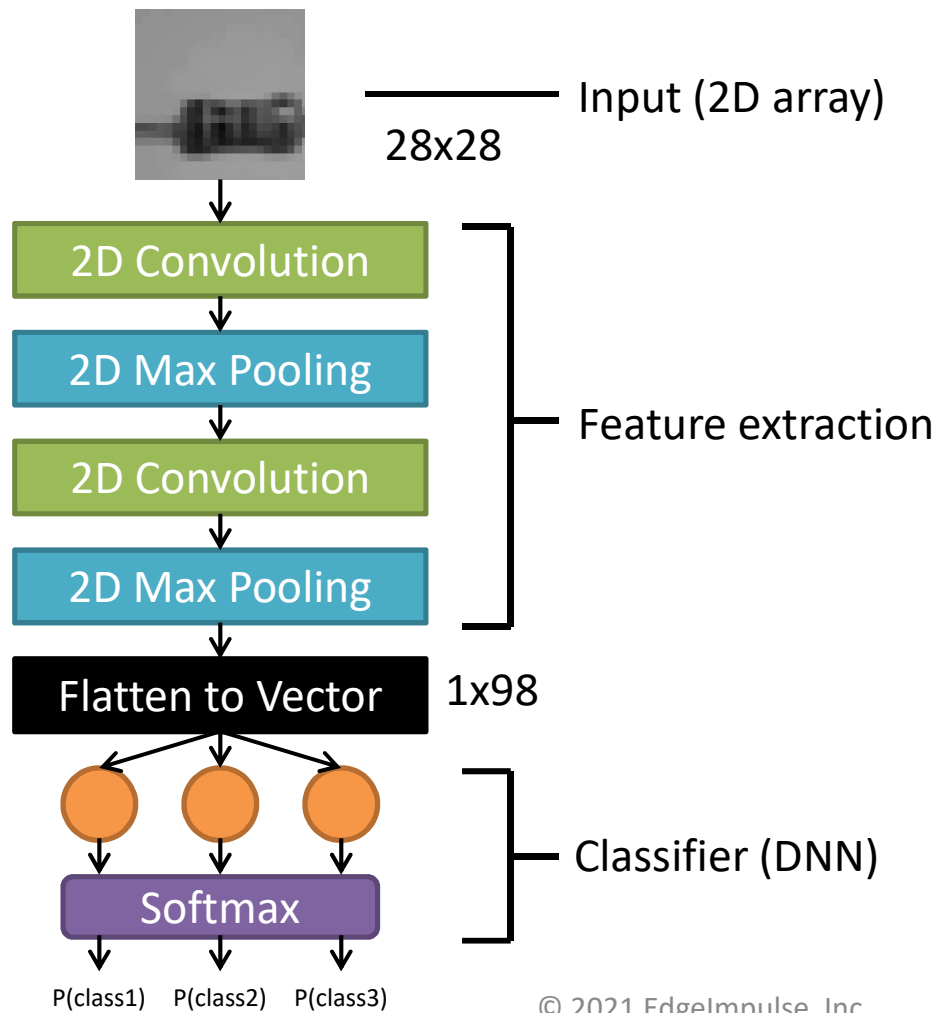 Input (2D array)
28x28
2D Convolution
2D Max Pooling
Feature extraction
2D Convolution
2D Max Pooling
Flatten to Vector
1x98
Classifier (DNN)
Softmax
P(class1) P(class2) P(class3)
© 2021 EdgeImpulse, Inc